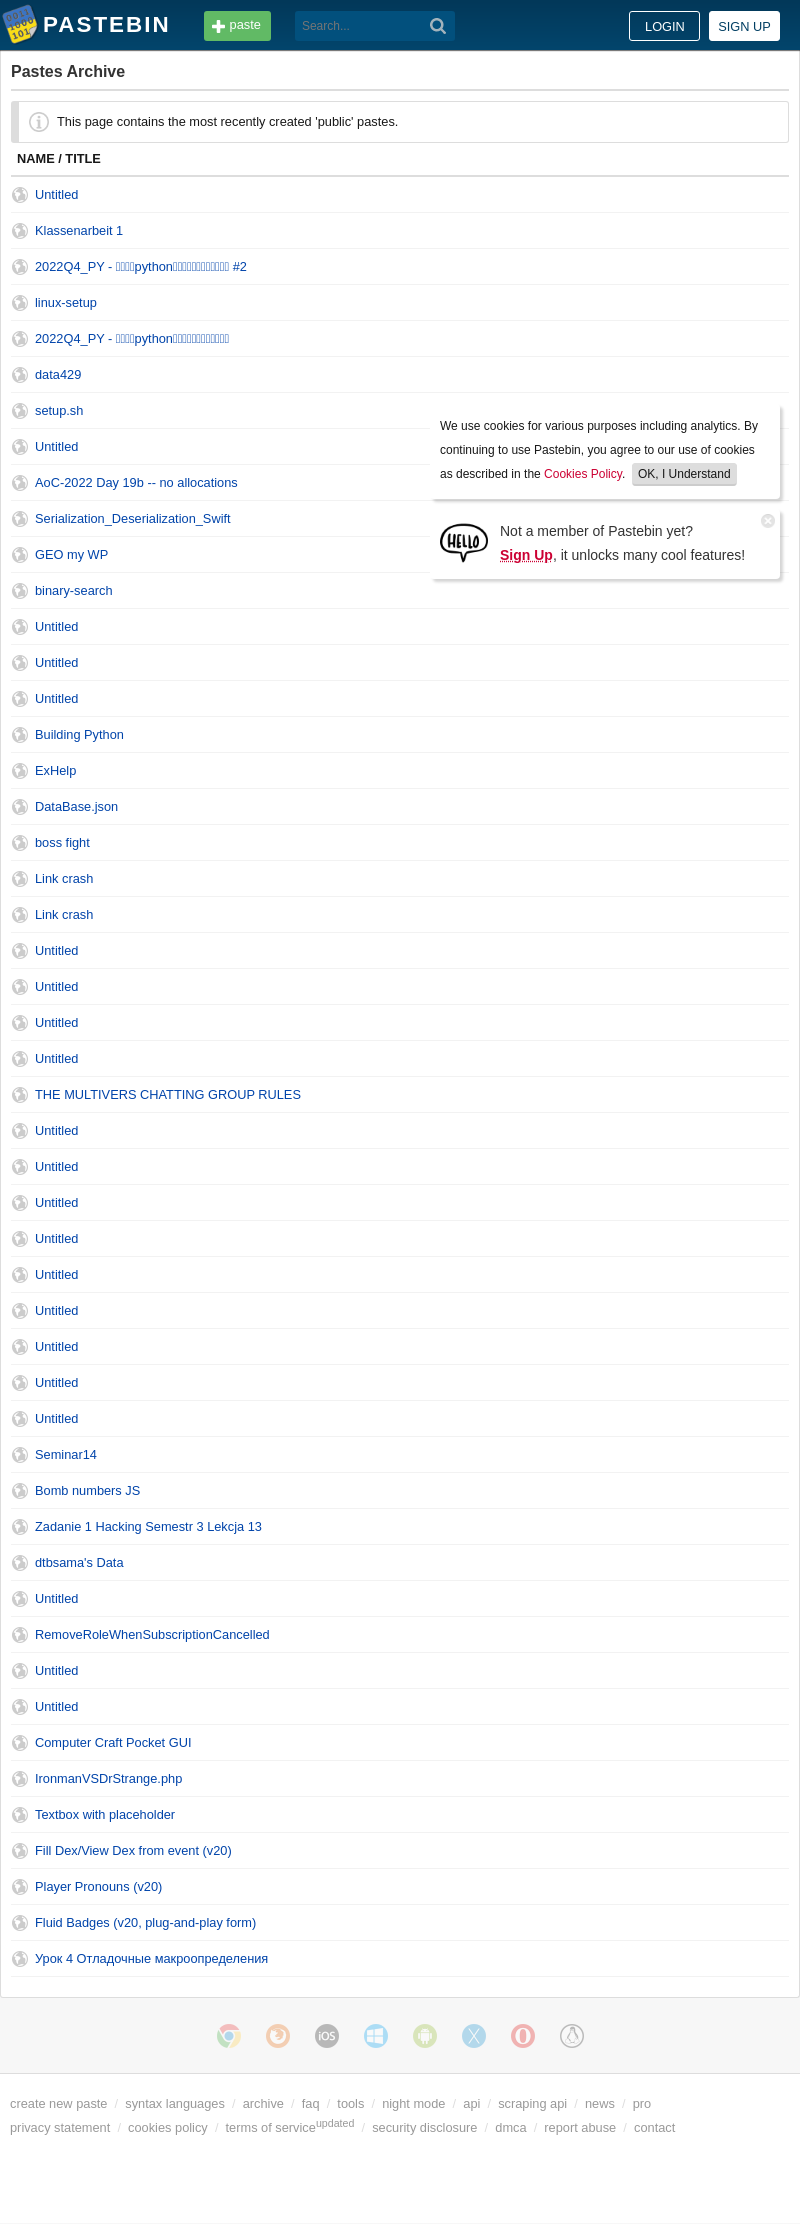 PASTEBIN
paste
Search...
LOGIN
SIGN UP
Pastes Archive
This page contains the most recently created 'public' pastes.
NAME / TITLE
Untitled
Klassenarbeit 1
2022Q4_PY - python #2
linux-setup
2022Q4_PY - python
data429
setup.sh
Untitled
AoC-2022 Day 19b -- no allocations
Serialization_Deserialization_Swift
GEO my WP
binary-search
Untitled
Untitled
Untitled
Building Python
ExHelp
DataBase.json
boss fight
Link crash
Link crash
Untitled
Untitled
Untitled
Untitled
THE MULTIVERS CHATTING GROUP RULES
Untitled
Untitled
Untitled
Untitled
Untitled
Untitled
Untitled
Untitled
Untitled
Seminar14
Bomb numbers JS
Zadanie 1 Hacking Semestr 3 Lekcja 13
dtbsama's Data
Untitled
RemoveRoleWhenSubscriptionCancelled
Untitled
Untitled
Computer Craft Pocket GUI
IronmanVSDrStrange.php
Textbox with placeholder
Fill Dex/View Dex from event (v20)
Player Pronouns (v20)
Fluid Badges (v20, plug-and-play form)
Урок 4 Отладочные макроопределения
We use cookies for various purposes including analytics. By
continuing to use Pastebin, you agree to our use of cookies
as described in the Cookies Policy. OK, I Understand
HELLO
Not a member of Pastebin yet?
Sign Up, it unlocks many cool features!
iOS
create new paste / syntax languages / archive / faq / tools / night mode / api / scraping api / news / pro
privacy statement / cookies policy / terms of service updated / security disclosure / dmca / report abuse / contact